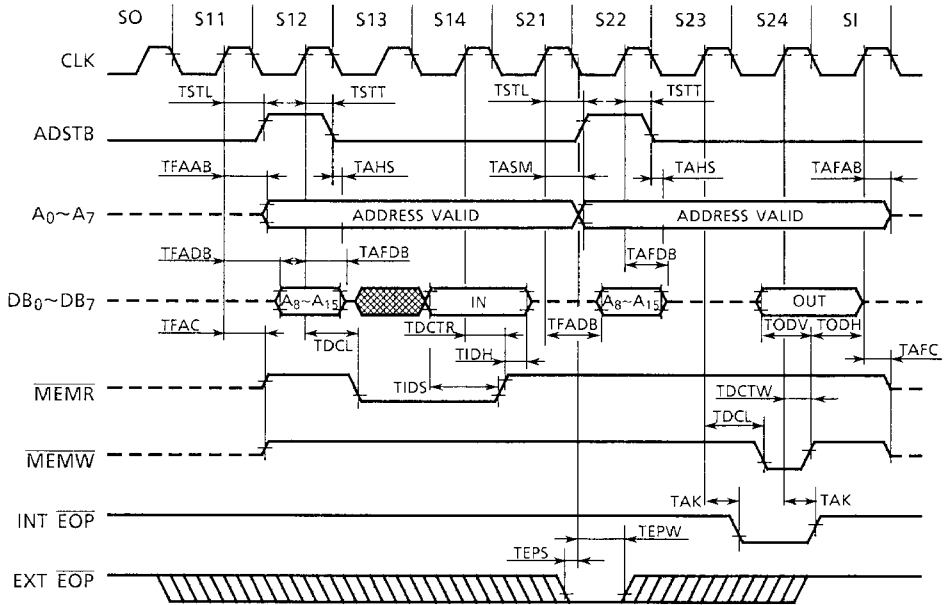 SO S11 S12 S13 S14 S21 S22 S23 S24 SI
CLK
TSTL TSTT TSTL TSTT
ADSTB
TFAAB TAHS TASM TAHS TAFAB
A0~A7 ADDRESS VALID ADDRESS VALID
TFADB TAFDB TAFDB
DB0~DB7 A8~A15 IN A8~A15 OUT
TFAC TDCL TDCTR TFADB TODV TODH
TIDH TAFC
MEMR TIDS TDCTW
TDCL
MEMW
TAK TAK
INT EOP
TEPS TEPW
EXT EOP